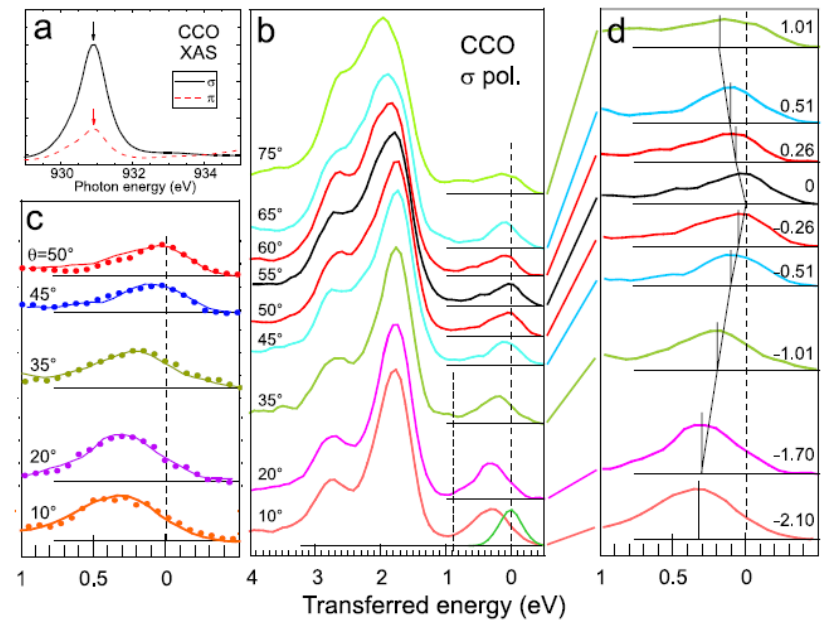 a
CCO
XAS
σ
π
930
932
934
Photon energy (eV)
b
CCO
σ pol.
75°
65°
60°
55°
50°
45°
35°
20°
10°
4
3
2
1
0
c
θ=50°
45°
35°
20°
10°
1
0.5
0
d
1.01
0.51
0.26
0
-0.26
-0.51
-1.01
-1.70
-2.10
1
0.5
0
Transferred energy (eV)